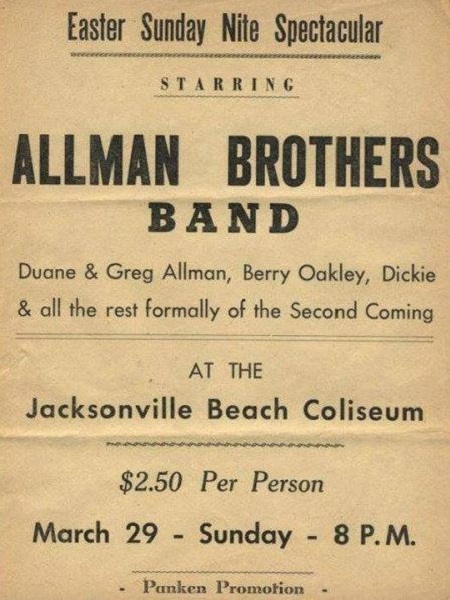 Easter Sunday Nite Spectacular
STARRING
ALLMAN BROTHERS
BAND
Duane & Greg Allman, Berry Oakley, Dickie
& all the rest formally of the Second Coming
AT THE
Jacksonville Beach Coliseum
$2.50 Per Person
March 29 - Sunday - 8 P.M.
- Panken Promotion -